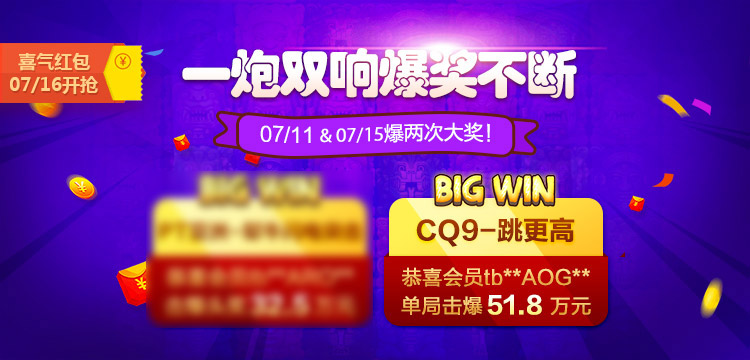 喜气红包
07/16开抢
一炮双响爆奖不断
07/11 & 07/15爆两次大奖!
BIG WIN
BIG WIN
CQ9-跳更高
恭喜会员tb**AOG**
单局击爆 51.8 万元